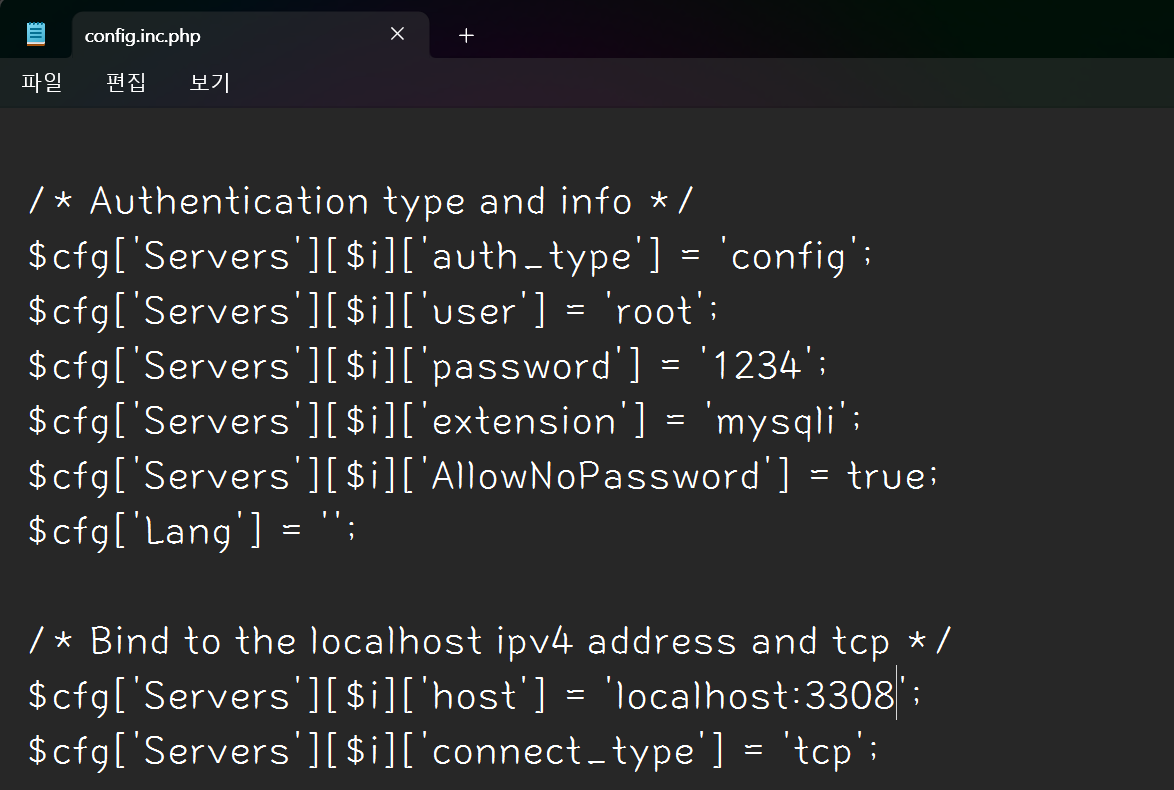 config.inc.php
파일 편집 보기
/* Authentication type and info */
$cfg['Servers'][$i]['auth_type'] = 'config';
$cfg['Servers'][$i]['user'] = 'root';
$cfg['Servers'][$i]['password'] = '1234';
$cfg['Servers'][$i]['extension'] = 'mysqli';
$cfg['Servers'][$i]['AllowNoPassword'] = true;
$cfg['Lang'] = '';
/* Bind to the localhost ipv4 address and tcp */
$cfg['Servers'][$i]['host'] = 'localhost:3308';
$cfg['Servers'][$i]['connect_type'] = 'tcp';